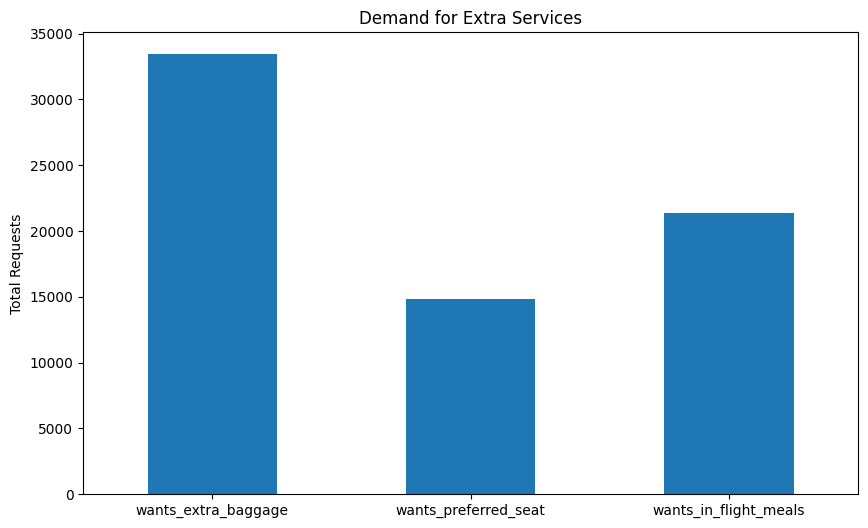 Demand for Extra Services
Total Requests
35000
30000
25000
20000
15000
10000
5000
0
wants_extra_baggage
wants_preferred_seat
wants_in_flight_meals